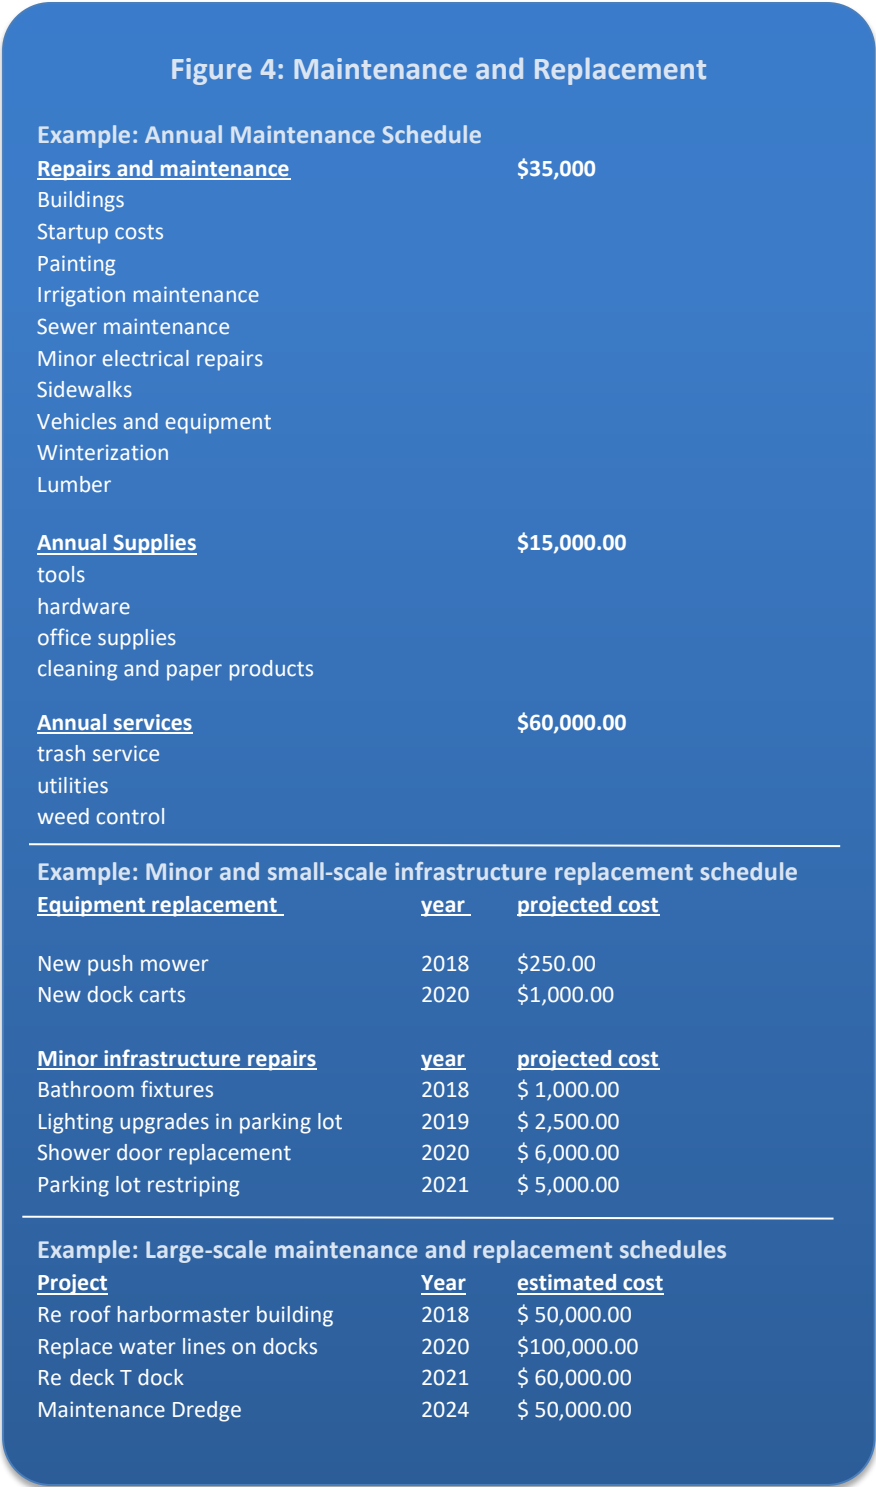 Figure 4: Maintenance and Replacement
Example: Annual Maintenance Schedule
Repairs and maintenance $35,000
Buildings
Startup costs
Painting
Irrigation maintenance
Sewer maintenance
Minor electrical repairs
Sidewalks
Vehicles and equipment
Winterization
Lumber
Annual Supplies $15,000.00
tools
hardware
office supplies
cleaning and paper products
Annual services $60,000.00
trash service
utilities
weed control
Example: Minor and small-scale infrastructure replacement schedule
Equipment replacement year projected cost
New push mower 2018 $250.00
New dock carts 2020 $1,000.00
Minor infrastructure repairs year projected cost
Bathroom fixtures 2018 $ 1,000.00
Lighting upgrades in parking lot 2019 $ 2,500.00
Shower door replacement 2020 $ 6,000.00
Parking lot restriping 2021 $ 5,000.00
Example: Large-scale maintenance and replacement schedules
Project Year estimated cost
Re roof harbormaster building 2018 $ 50,000.00
Replace water lines on docks 2020 $100,000.00
Re deck T dock 2021 $ 60,000.00
Maintenance Dredge 2024 $ 50,000.00